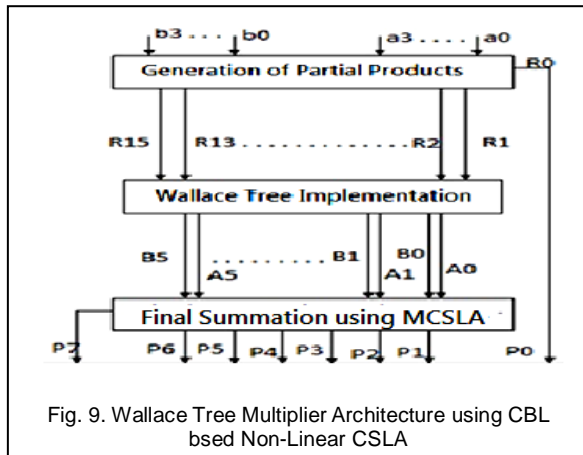 b3....b0 a3.....a0
Generation of Partial Products R0
R15 R13...............R2 R1
Wallace Tree Implementation
B5 .........B1 B0
A5 A1 A0
Final Summation using MCSLA
P7 P6 P5 P4 P3 P2 P1 P0
Fig. 9. Wallace Tree Multiplier Architecture using CBL
bsed Non-Linear CSLA